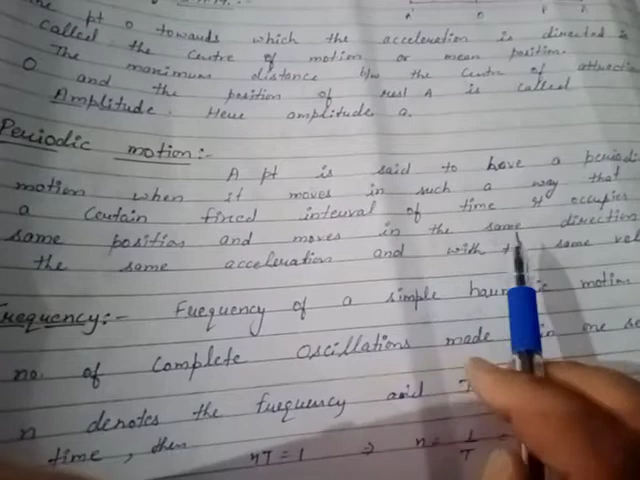 The pt O towards which the acceleration is directed is
called the centre of motion or mean position.
The maximum distance b/w the centre of attraction
O and the position of rest A is called
Amplitude. Here amplitude a.
Periodic motion:-
A pt is said to have a periodi
motion when it moves in such a way that
a certain fixed interval of time it occupies
same position and moves in the same direction
the same acceleration and with same vel
Frequency:- Frequency of a simple harmonic motion
no. of complete oscillations made in one se
n denotes the frequency and T
time, then nT = 1 ⇒ n = 1/T =